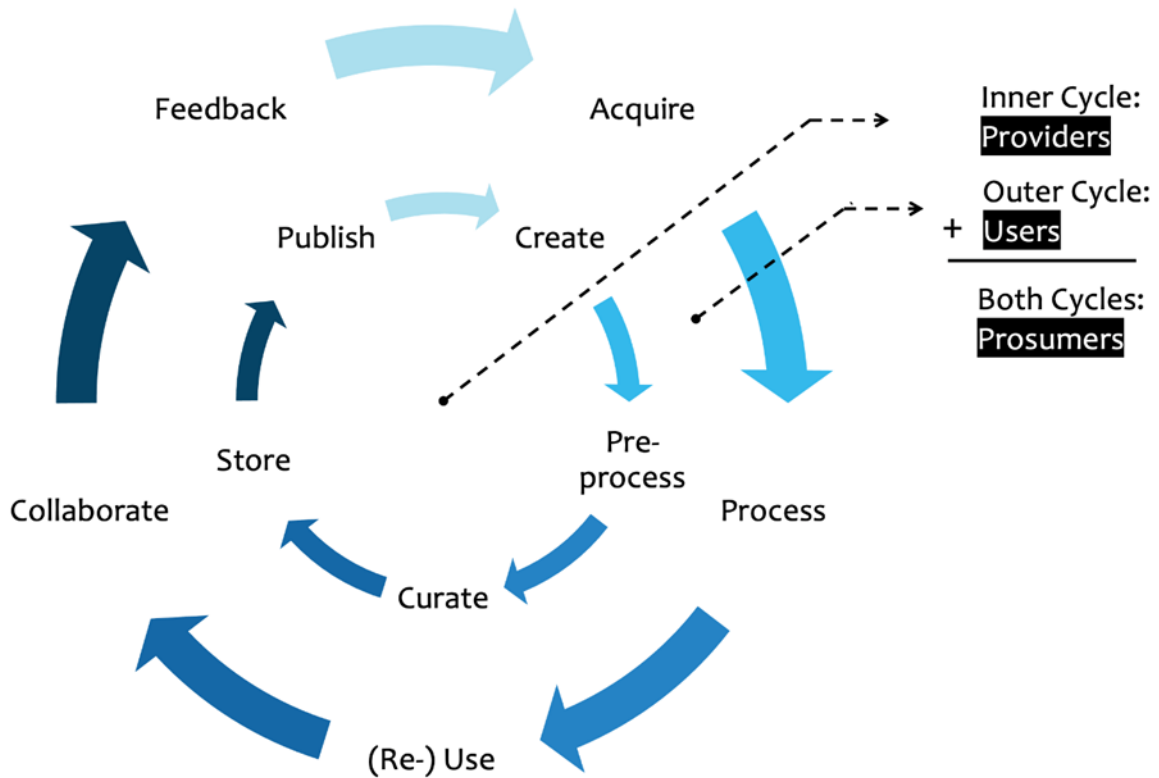 Feedback
Acquire
Inner Cycle:
Providers
Outer Cycle:
+ Users
Both Cycles:
Prosumers
Publish
Create
Store
Pre-
process
Collaborate
Process
Curate
(Re-) Use